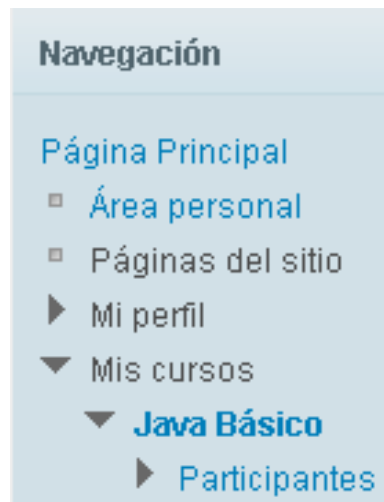 Navegación
Página Principal
Área personal
Páginas del sitio
Mi perfil
Mis cursos
Java Básico
Participantes